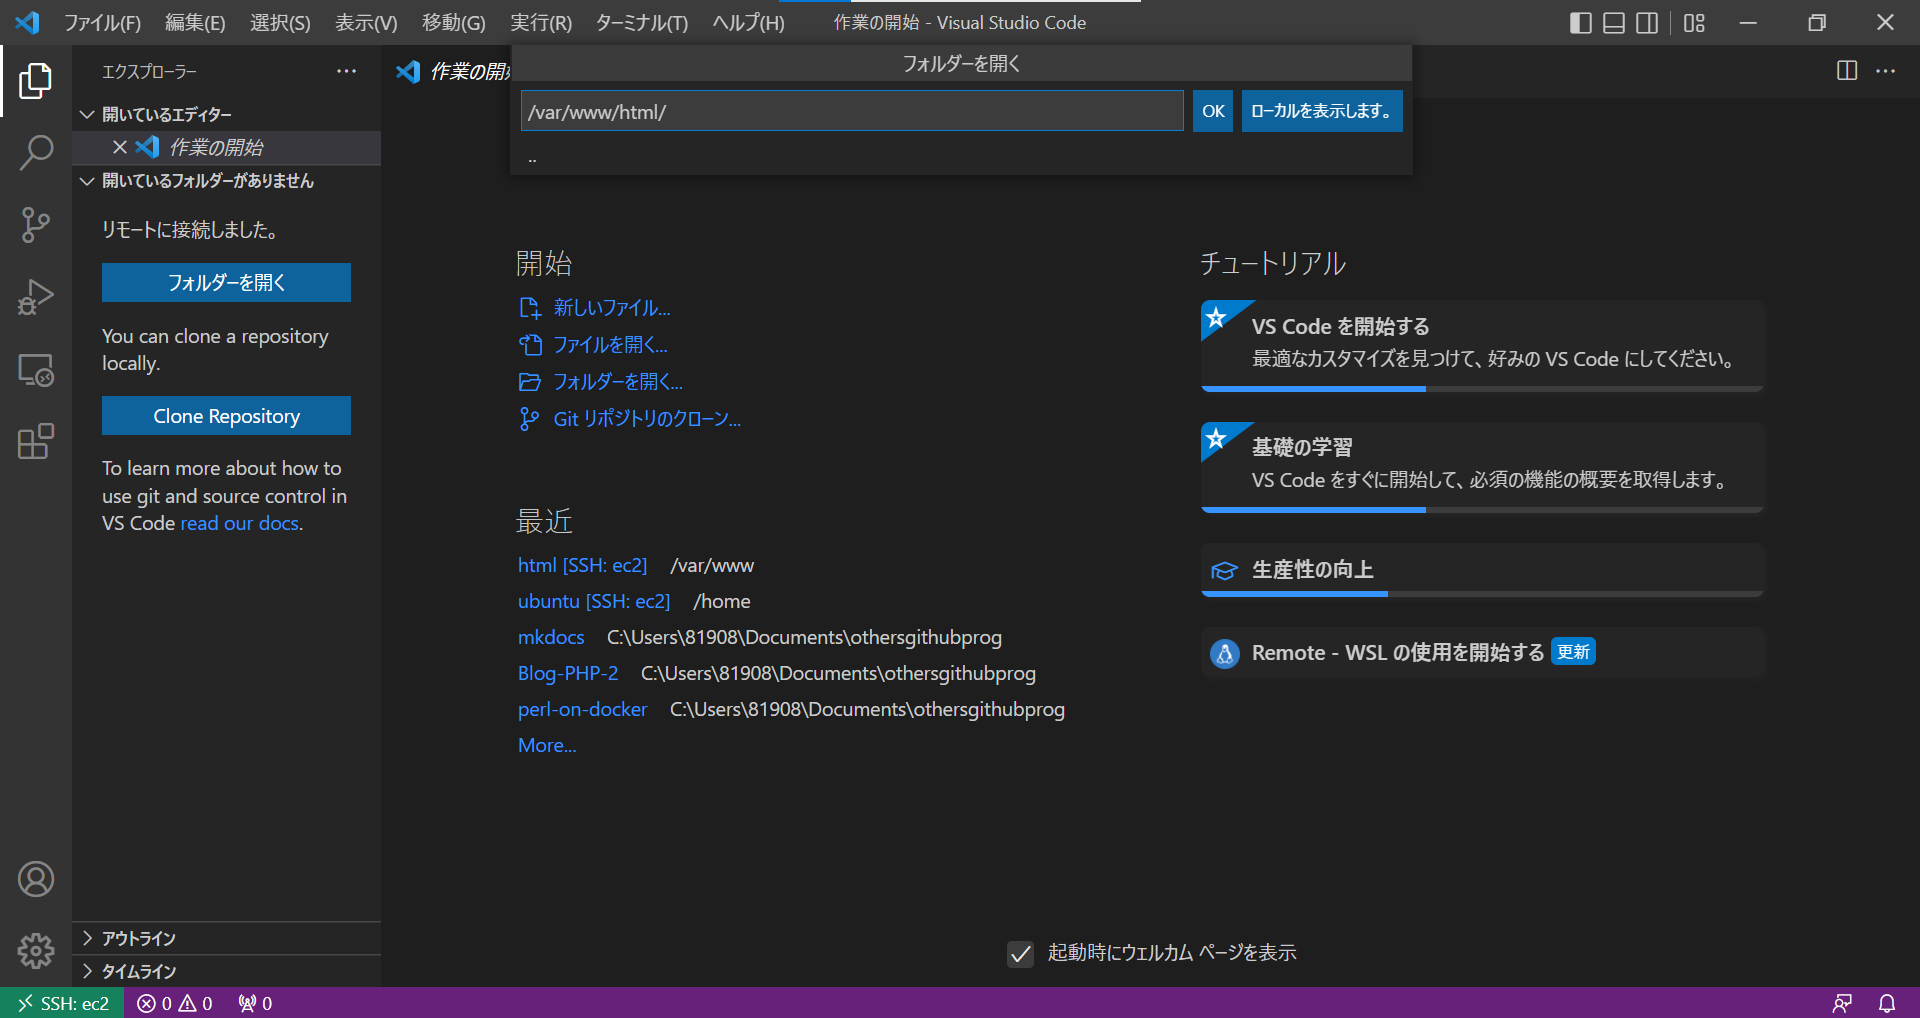 ファイル(F) 編集(E) 選択(S) 表示(V) 移動(G) 実行(R) ターミナル(T) ヘルプ(H) 作業の開始 - Visual Studio Code
エクスプローラー
開いているエディター
作業の開始
開いているフォルダーがありません
リモートに接続しました。
フォルダーを開く
You can clone a repository
locally.
Clone Repository
To learn more about how to
use git and source control in
VS Code read our docs.
アウトライン
タイムライン
作業の開
フォルダーを開く
/var/www/html/
OK
ローカルを表示します。
..
開始
新しいファイル...
ファイルを開く...
フォルダーを開く...
Git リポジトリのクローン...
最近
html [SSH: ec2] /var/www
ubuntu [SSH: ec2] /home
mkdocs C:\Users\81908\Documents\othersgithubprog
Blog-PHP-2 C:\Users\81908\Documents\othersgithubprog
perl-on-docker C:\Users\81908\Documents\othersgithubprog
More...
チュートリアル
VS Code を開始する
最適なカスタマイズを見つけて、好みの VS Code にしてください。
基礎の学習
VS Code をすぐに開始して、必須の機能の概要を取得します。
生産性の向上
Remote - WSL の使用を開始する 更新
起動時にウェルカム ページを表示
SSH: ec2 0 0 0